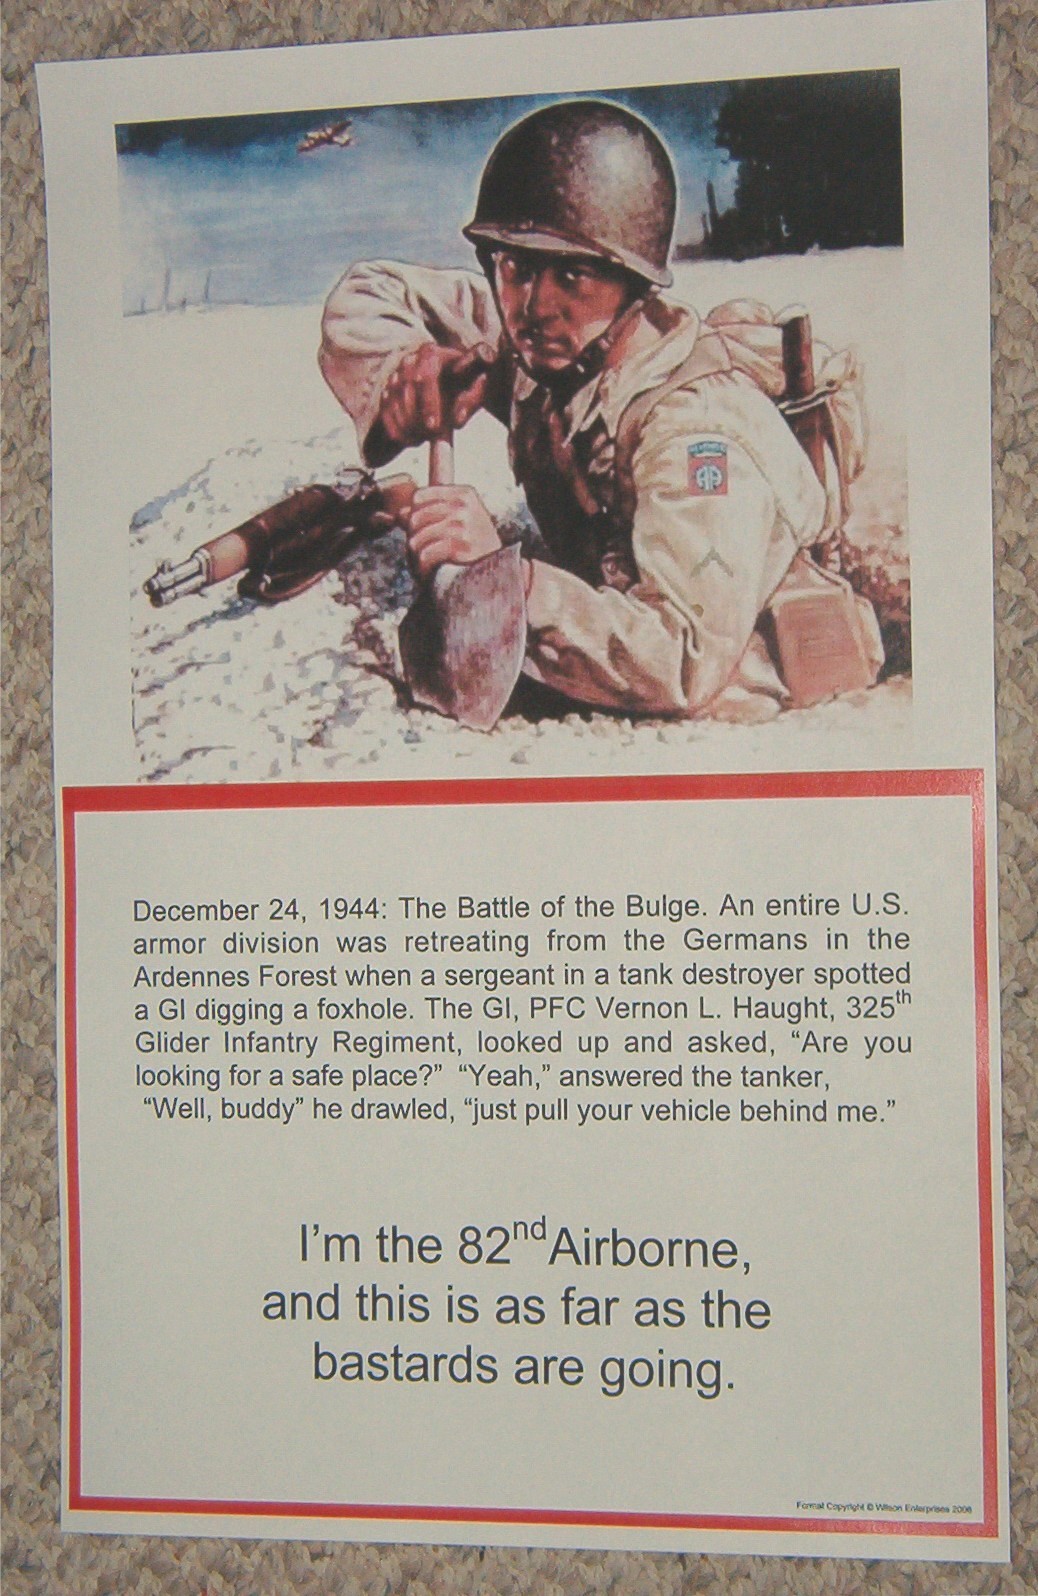 December 24, 1944: The Battle of the Bulge. An entire U.S.
armor division was retreating from the Germans in the
Ardennes Forest when a sergeant in a tank destroyer spotted
a GI digging a foxhole. The GI, PFC Vernon L. Haught, 325th
Glider Infantry Regiment, looked up and asked, “Are you
looking for a safe place?” “Yeah,” answered the tanker,
“Well, buddy” he drawled, “just pull your vehicle behind me.”
I'm the 82nd Airborne,
and this is as far as the
bastards are going.
Format Copyright © Wilson Enterprises 2006